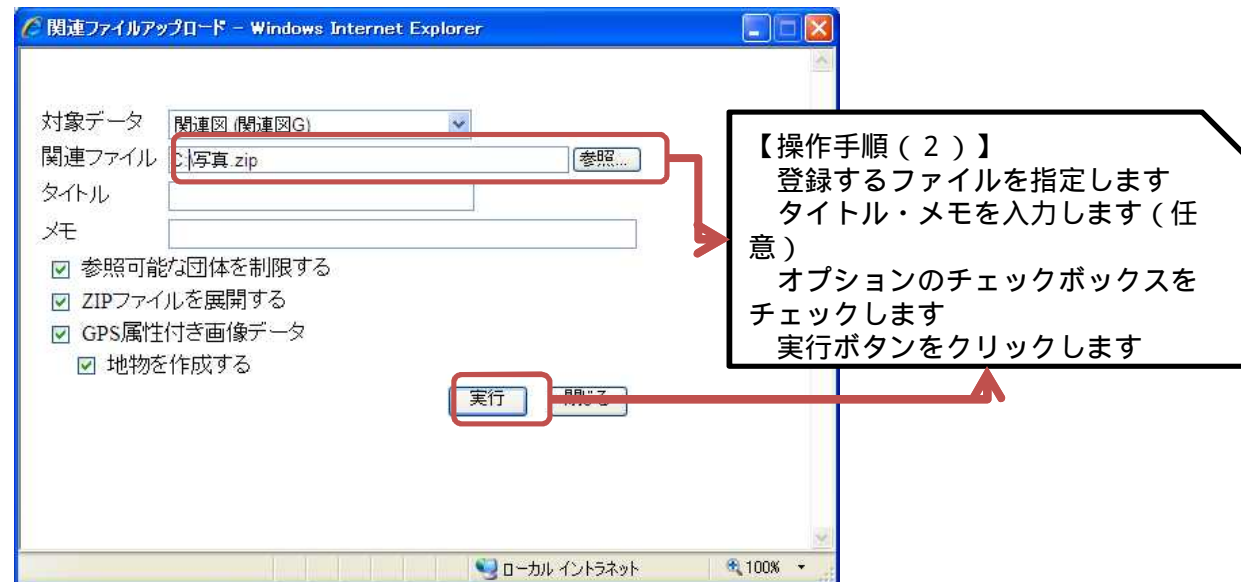 関連ファイルアップロード - Windows Internet Explorer
対象データ 関連図 (関連図G)
関連ファイル C:\写真.zip 参照...
タイトル
メモ
参照可能な団体を制限する
ZIPファイルを展開する
GPS属性付き画像データ
地物を作成する
実行 閉じる
ローカル イントラネット 100%
【操作手順(2)】
登録するファイルを指定します
タイトル・メモを入力します(任
意)
オプションのチェックボックスを
チェックします
実行ボタンをクリックします